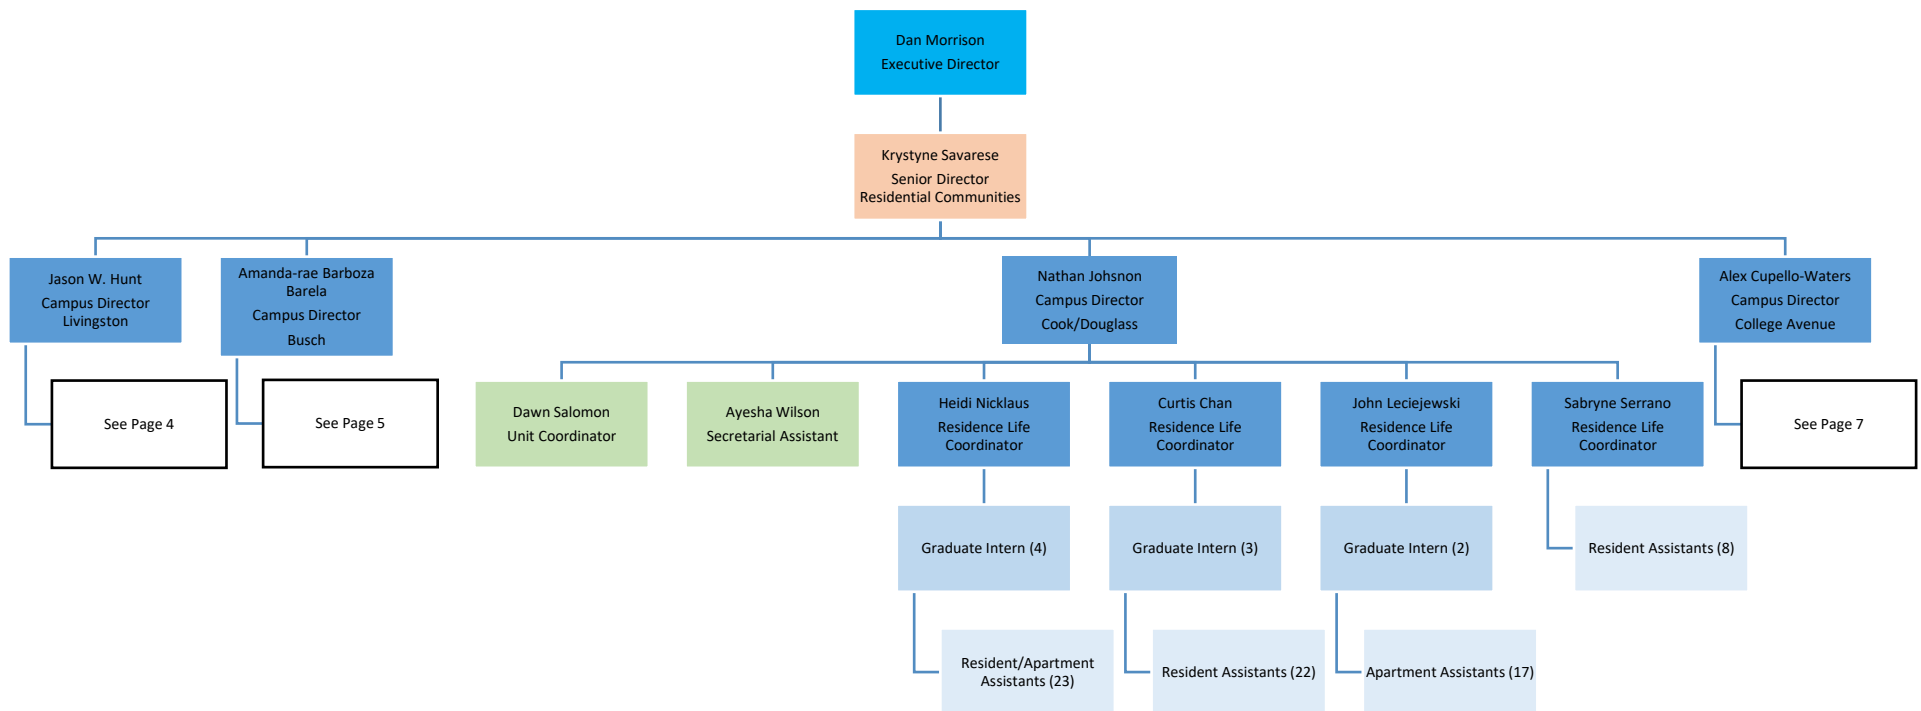 Dan Morrison
Executive Director
Krystyne Savarese
Senior Director
Residential Communities
Jason W. Hunt
Campus Director
Livingston
Amanda-rae Barboza
Barela
Campus Director
Busch
Nathan Johsnon
Campus Director
Cook/Douglass
Alex Cupello-Waters
Campus Director
College Avenue
See Page 4
See Page 5
Dawn Salomon
Unit Coordinator
Ayesha Wilson
Secretarial Assistant
Heidi Nicklaus
Residence Life
Coordinator
Curtis Chan
Residence Life
Coordinator
John Leciejewski
Residence Life
Coordinator
Sabryne Serrano
Residence Life
Coordinator
See Page 7
Graduate Intern (4)
Graduate Intern (3)
Graduate Intern (2)
Resident Assistants (8)
Resident/Apartment
Assistants (23)
Resident Assistants (22)
Apartment Assistants (17)